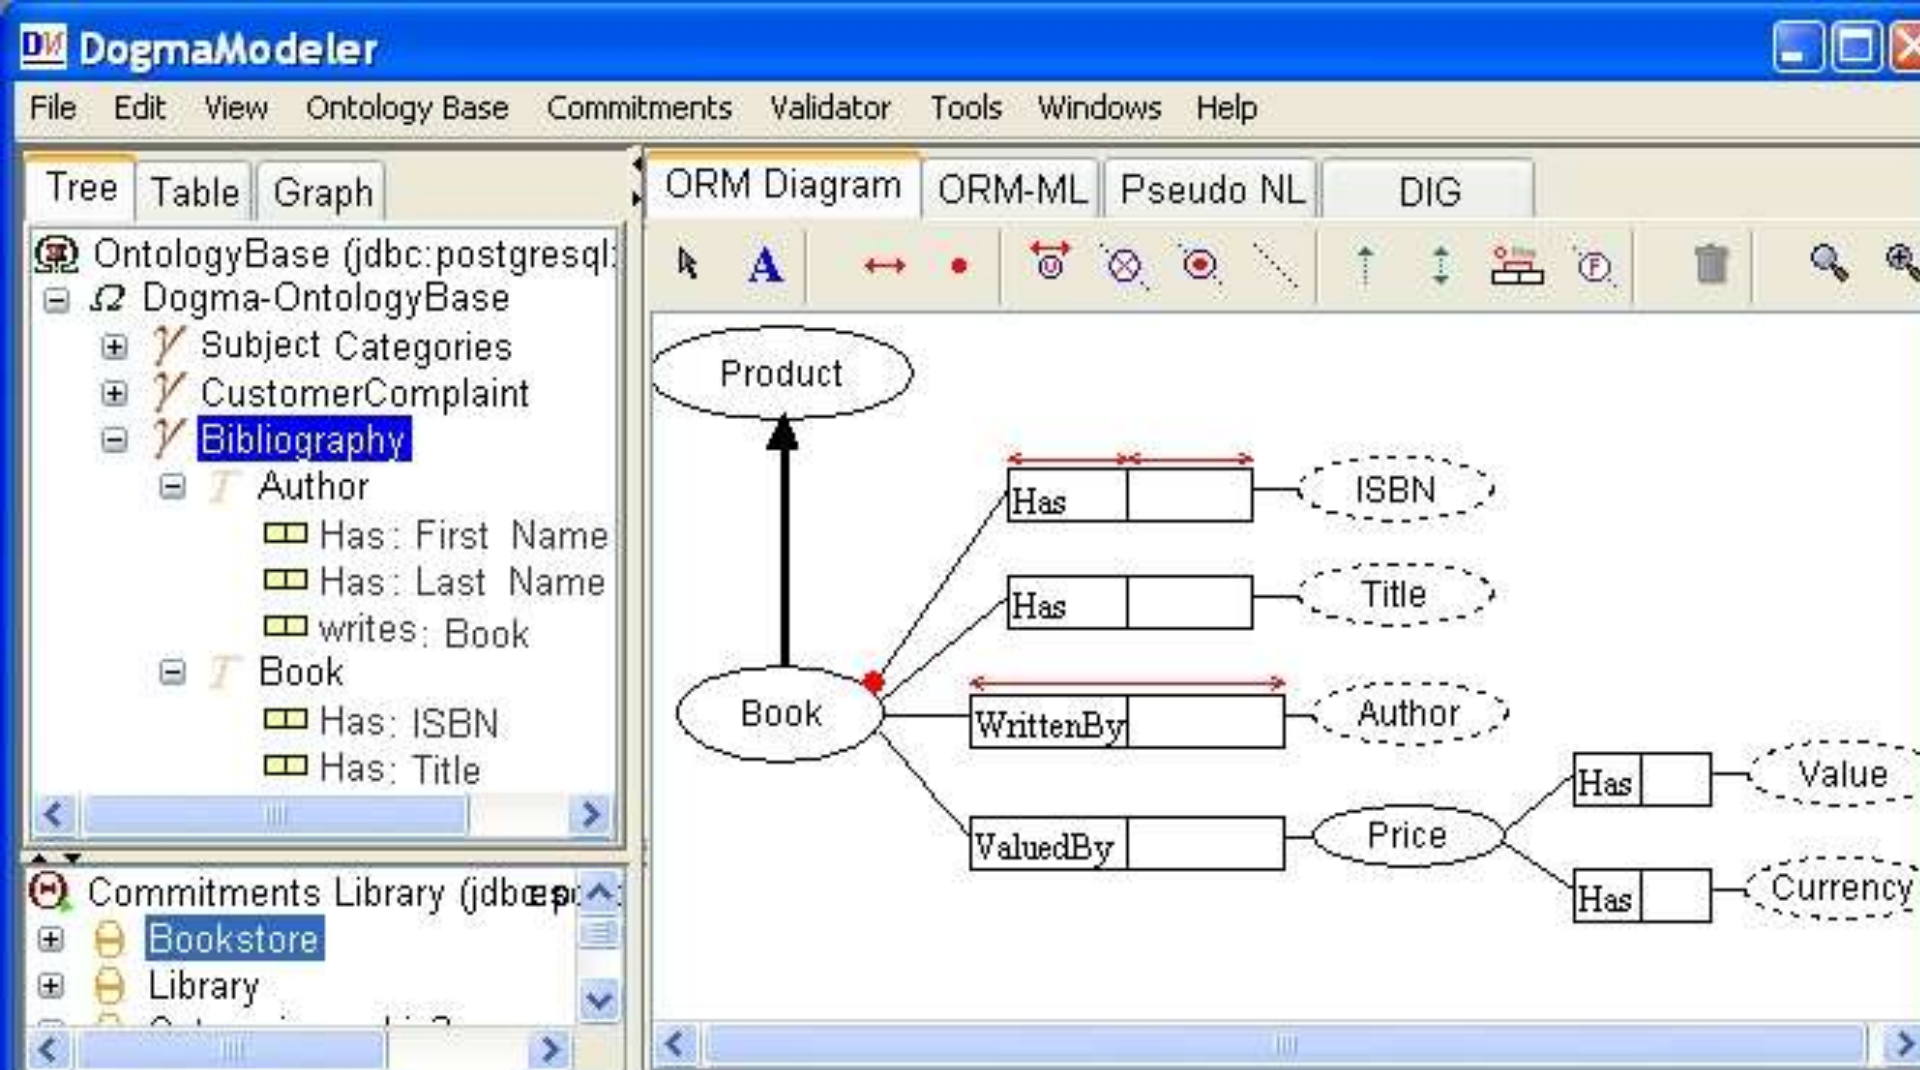 DogmaModeler
File Edit View Ontology Base Commitments Validator Tools Windows Help
Tree Table Graph
OntologyBase (jdbc:postgresql:
Dogma-OntologyBase
Subject Categories
CustomerComplaint
Bibliography
Author
Has: First Name
Has: Last Name
writes: Book
Book
Has: ISBN
Has: Title
Commitments Library (jdbc
Bookstore
Library
ORM Diagram ORM-ML Pseudo NL DIG
A
U
F
Product
Has ISBN
Has Title
Book WrittenBy Author
Has Value
ValuedBy Price
Has Currency